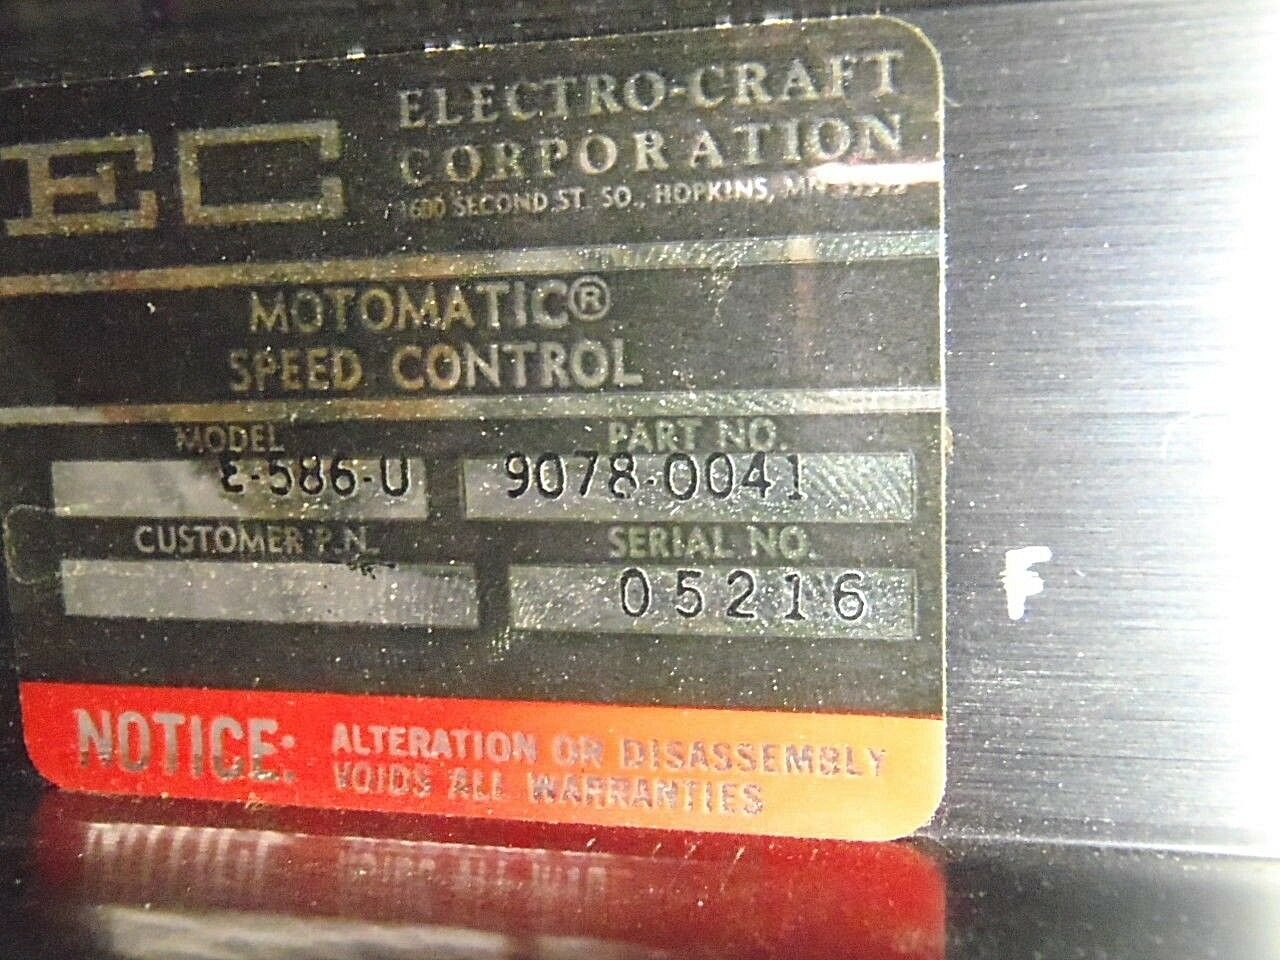 EC
ELECTRO-CRAFT
CORPORATION
1600 SECOND ST. SO., HOPKINS, MN
MOTOMATIC®
SPEED CONTROL
MODEL PART NO.
E-586-U 9078-0041
CUSTOMER P.N. SERIAL NO.
05216
F
NOTICE: ALTERATION OR DISASSEMBLY
VOIDS ALL WARRANTIES